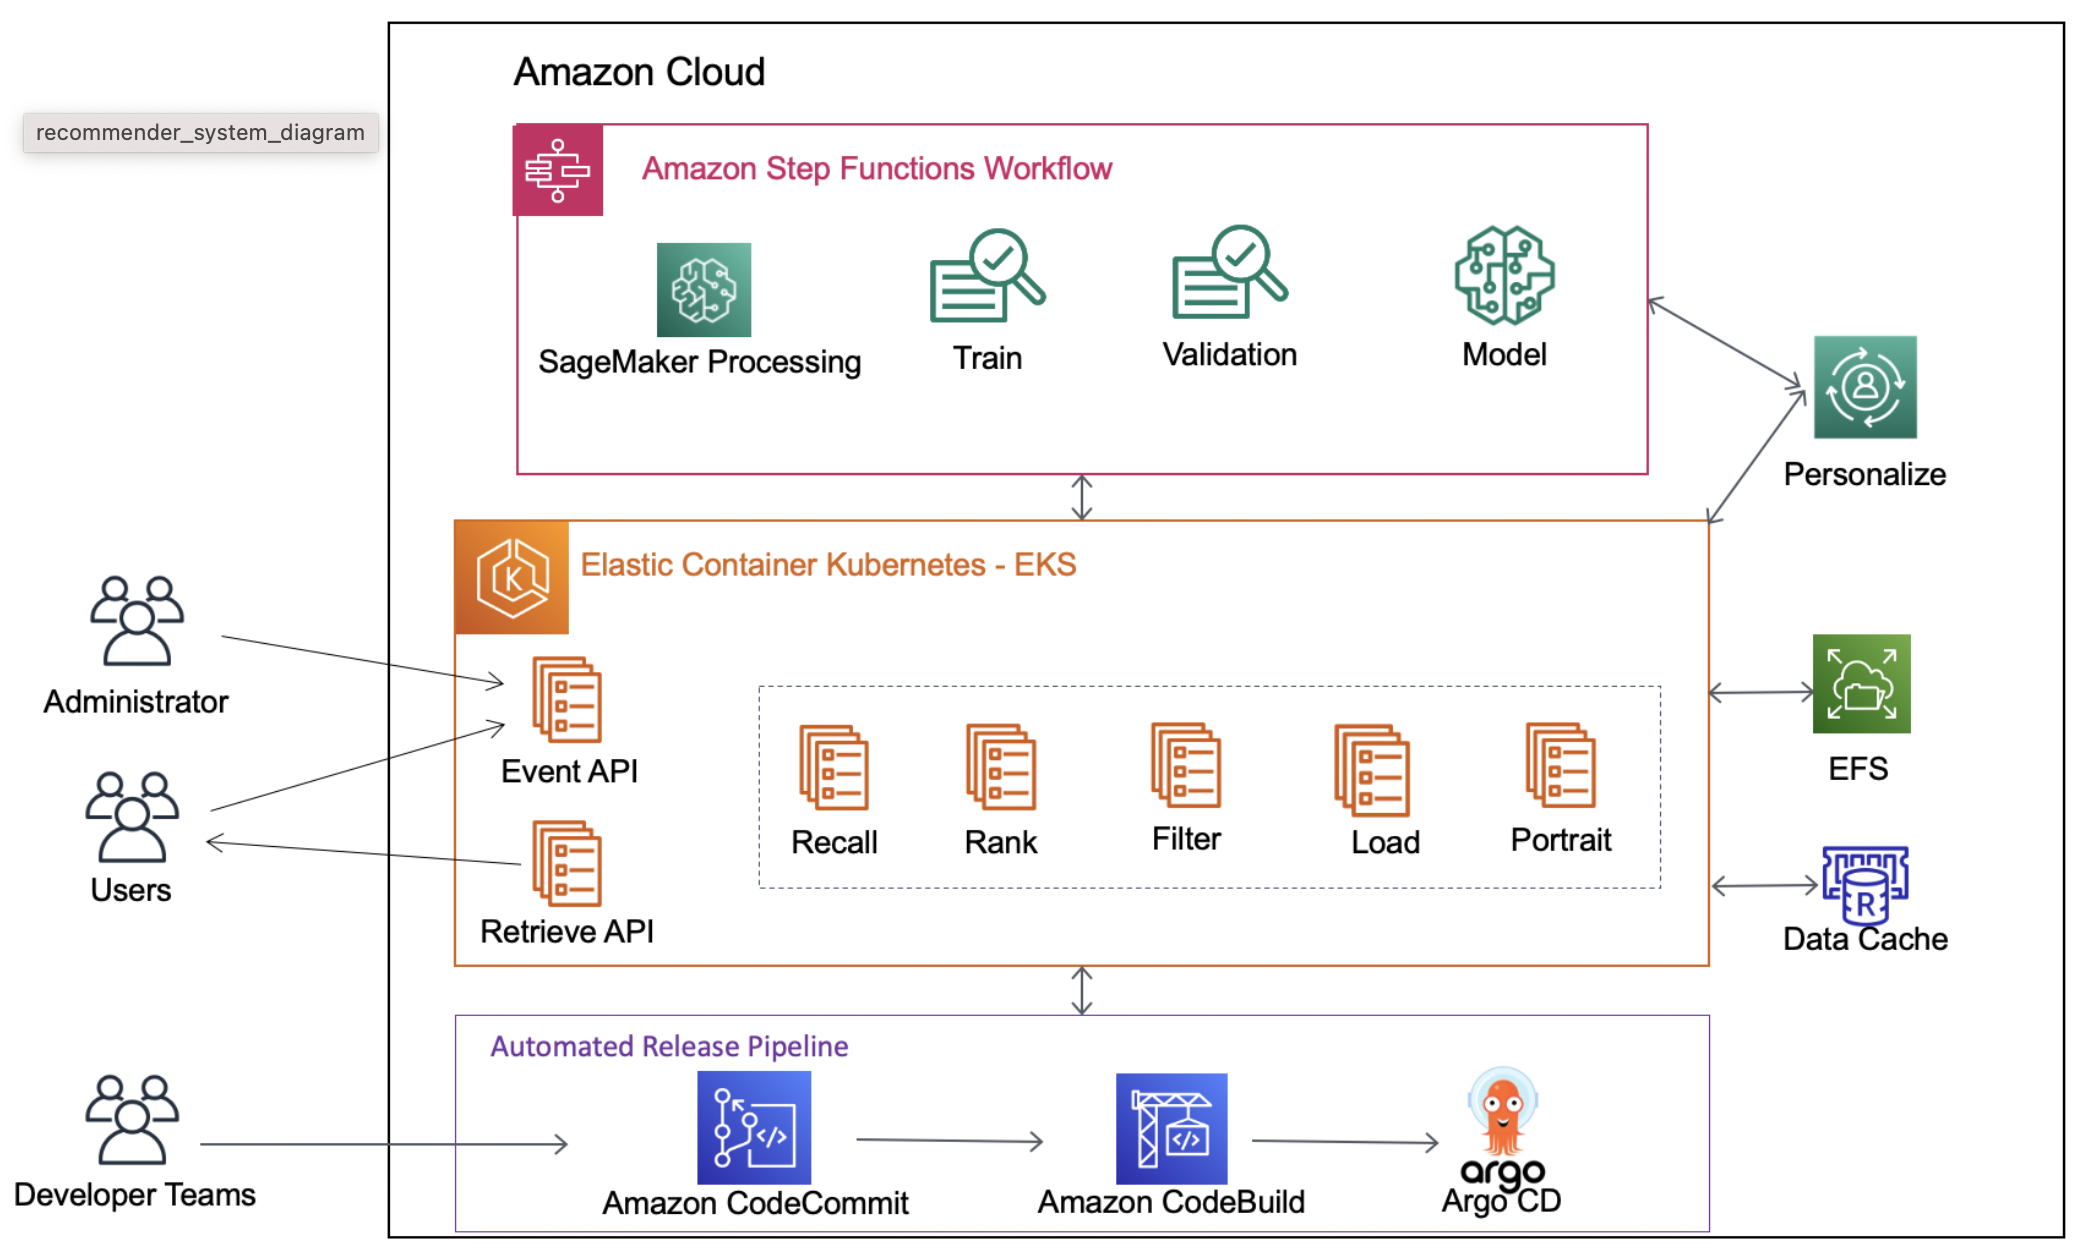 Amazon Cloud
recommender_system_diagram
Amazon Step Functions Workflow
SageMaker Processing
Train
Validation
Model
Personalize
Elastic Container Kubernetes - EKS
K
Administrator
Event API
Users
Retrieve API
Recall
Rank
Filter
Load
Portrait
EFS
R
Data Cache
Automated Release Pipeline
Developer Teams
</>
Amazon CodeCommit
</>
Amazon CodeBuild
argo
Argo CD